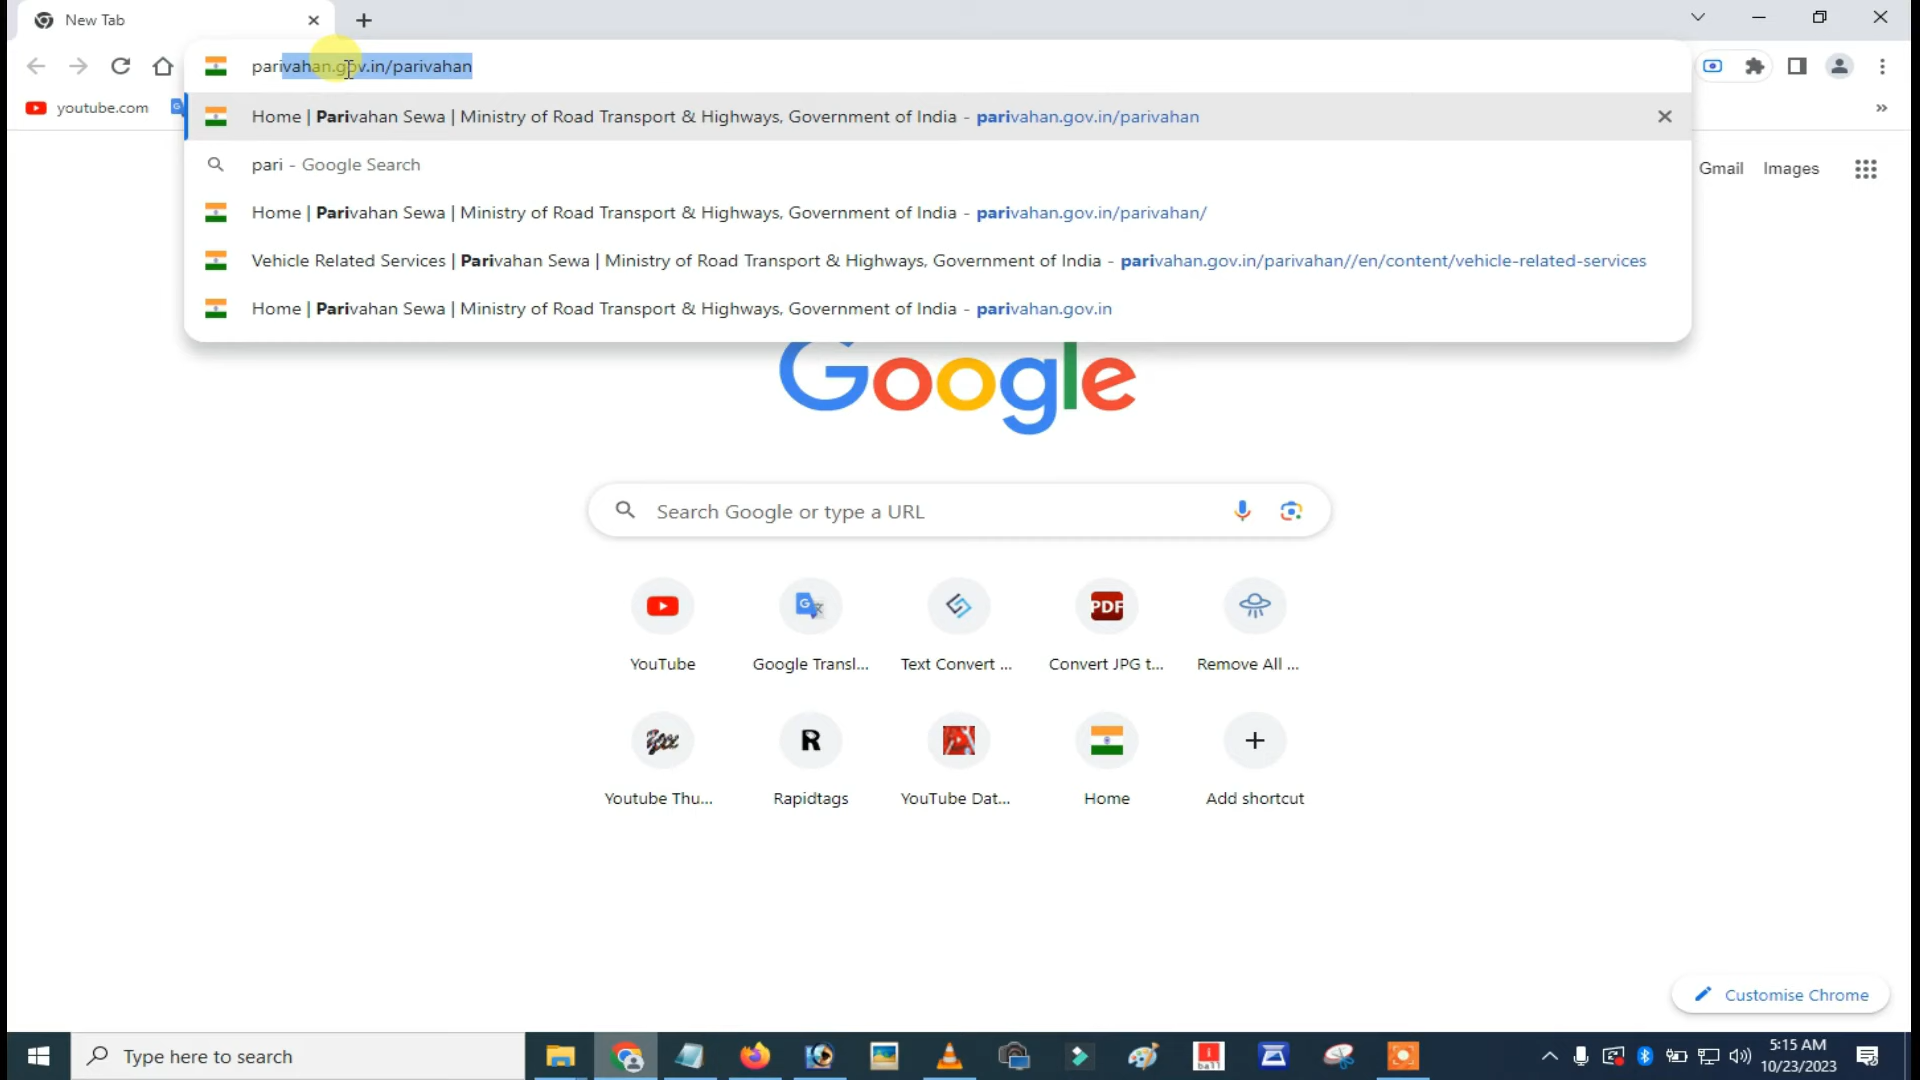 New Tab
parivahan.gov.in/parivahan
youtube.com
Home | Parivahan Sewa | Ministry of Road Transport & Highways, Government of India - parivahan.gov.in/parivahan
pari - Google Search
Home | Parivahan Sewa | Ministry of Road Transport & Highways, Government of India - parivahan.gov.in/parivahan/
Vehicle Related Services | Parivahan Sewa | Ministry of Road Transport & Highways, Government of India - parivahan.gov.in/parivahan//en/content/vehicle-related-services
Home | Parivahan Sewa | Ministry of Road Transport & Highways, Government of India - parivahan.gov.in
Gmail Images
Google
Search Google or type a URL
PDF
YouTube Google Transl... Text Convert ... Convert JPG t... Remove All ...
R
Youtube Thu... Rapidtags YouTube Dat... Home Add shortcut
Customise Chrome
Type here to search
5:15 AM
10/23/2023